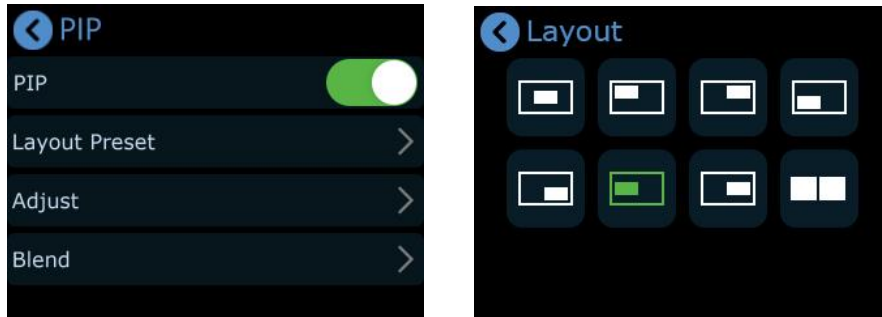 PIP
PIP
Layout Preset
Adjust
Blend
Layout